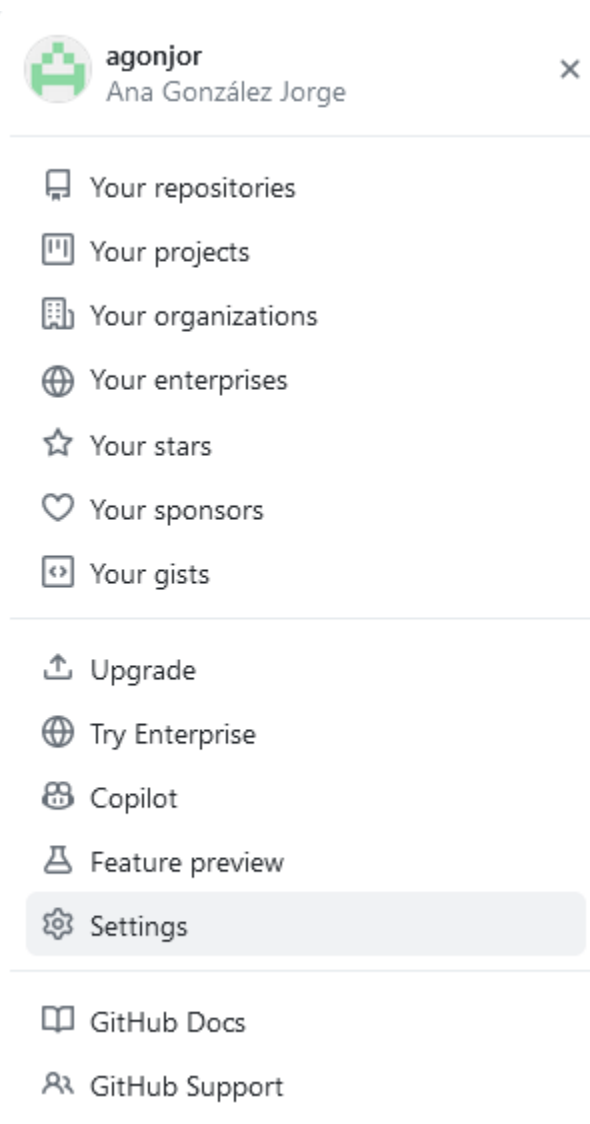 agonjor
Ana González Jorge
Your repositories
Your projects
Your organizations
Your enterprises
Your stars
Your sponsors
Your gists
Upgrade
Try Enterprise
Copilot
Feature preview
Settings
GitHub Docs
GitHub Support